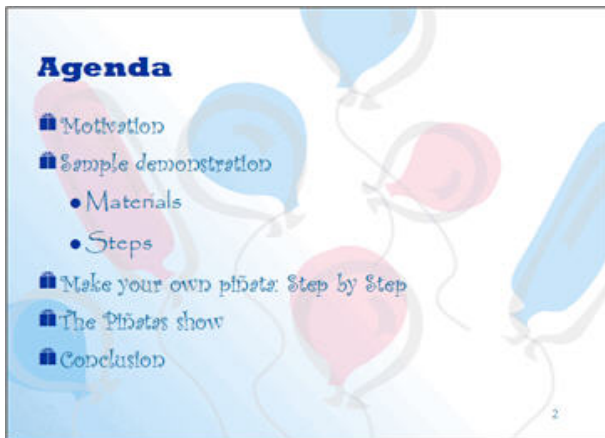 Agenda
Motivation
Sample demonstration
Materials
Steps
Make your own piñata: Step by Step
The Piñatas show
Conclusion
2